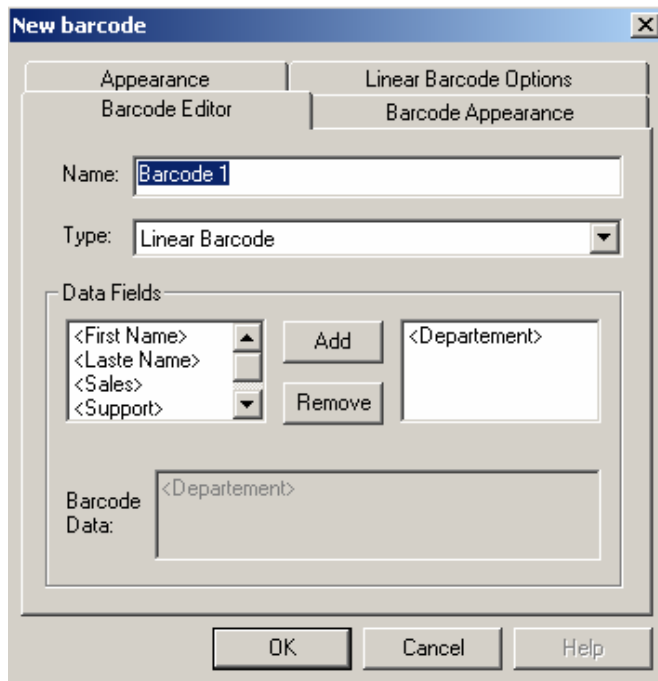 New barcode
Appearance
Linear Barcode Options
Barcode Editor
Barcode Appearance
Name: Barcode 1
Type: Linear Barcode
Data Fields
<First Name>
<Laste Name>
<Sales>
<Support>
Add
Remove
<Departement>
Barcode
Data:
<Departement>
OK
Cancel
Help